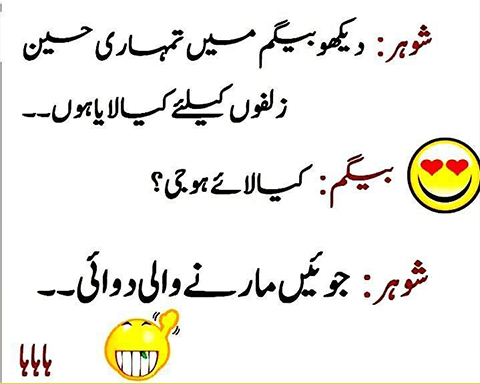 شوہر: دیکھو بیگم میں تمہاری حسین
زلفوں کیلئے کیا لایا ہوں۔۔
بیگم: کیا لائے ہو جی؟
شوہر: جوئیں مارنے والی دوائی۔۔
ہاہاہا